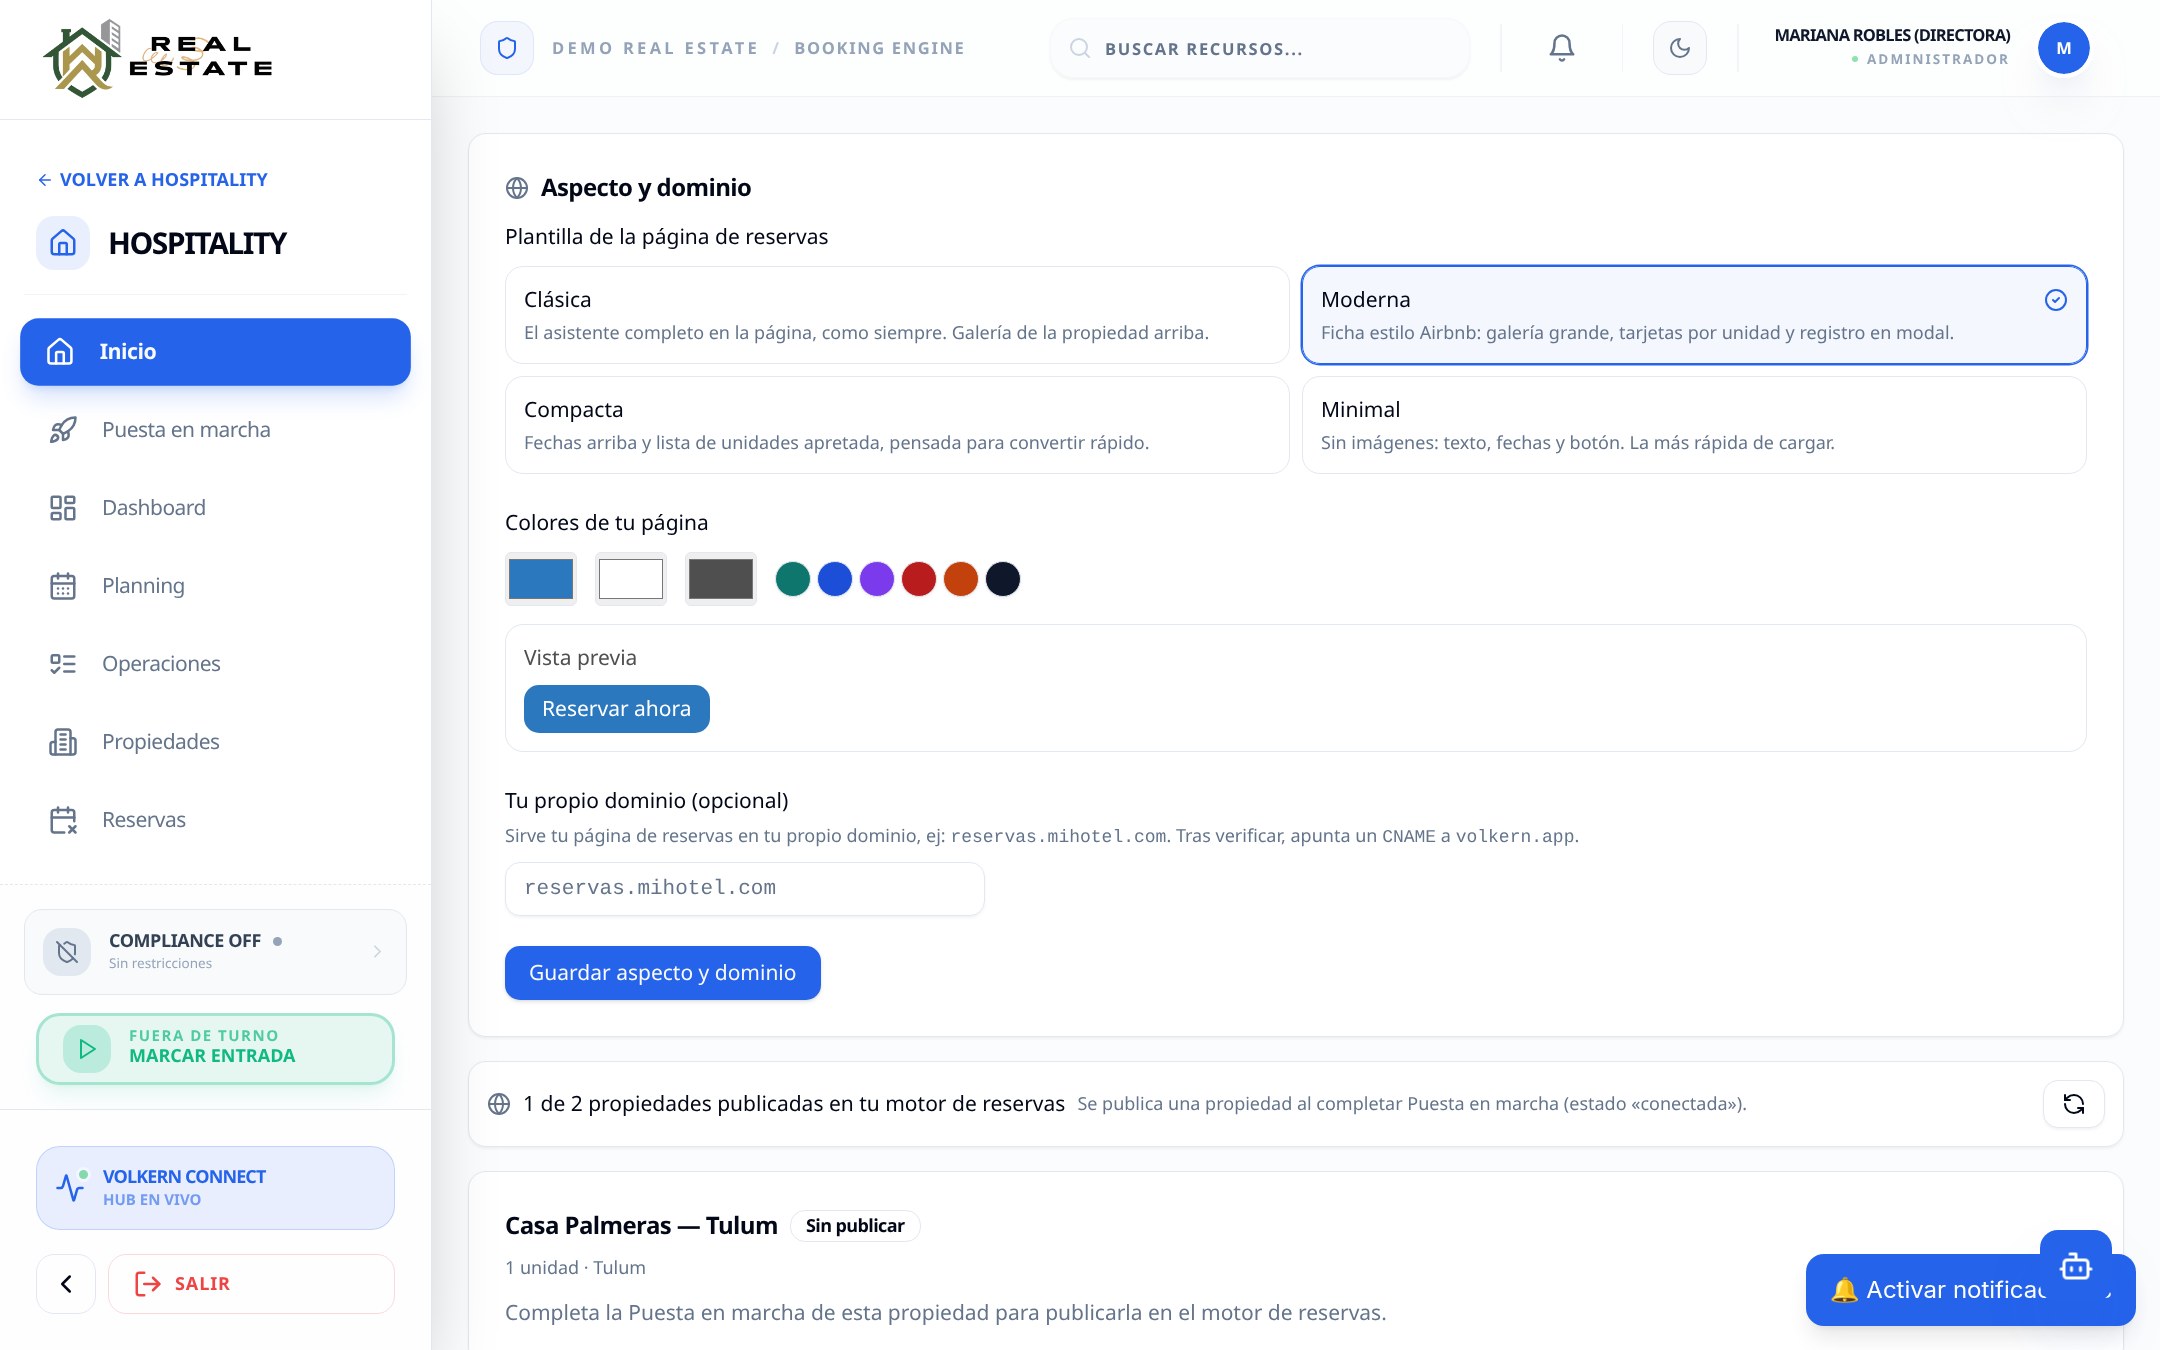 REAL
ESTATE
VOLVER A HOSPITALITY
HOSPITALITY
Inicio
Puesta en marcha
Dashboard
Planning
Operaciones
Propiedades
Reservas
COMPLIANCE OFF
Sin restricciones
FUERA DE TURNO
MARCAR ENTRADA
VOLKERN CONNECT
HUB EN VIVO
SALIR
DEMO REAL ESTATE / BOOKING ENGINE
BUSCAR RECURSOS...
MARIANA ROBLES (DIRECTORA)
ADMINISTRADOR
M
Aspecto y dominio
Plantilla de la página de reservas
Clásica
El asistente completo en la página, como siempre. Galería de la propiedad arriba.
Moderna
Ficha estilo Airbnb: galería grande, tarjetas por unidad y registro en modal.
Compacta
Fechas arriba y lista de unidades apretada, pensada para convertir rápido.
Minimal
Sin imágenes: texto, fechas y botón. La más rápida de cargar.
Colores de tu página
Vista previa
Reservar ahora
Tu propio dominio (opcional)
Sirve tu página de reservas en tu propio dominio, ej: reservas.mihotel.com. Tras verificar, apunta un CNAME a volkern.app.
reservas.mihotel.com
Guardar aspecto y dominio
1 de 2 propiedades publicadas en tu motor de reservas Se publica una propiedad al completar Puesta en marcha (estado «conectada»).
Casa Palmeras — Tulum Sin publicar
1 unidad · Tulum
Completa la Puesta en marcha de esta propiedad para publicarla en el motor de reservas.
🔔 Activar